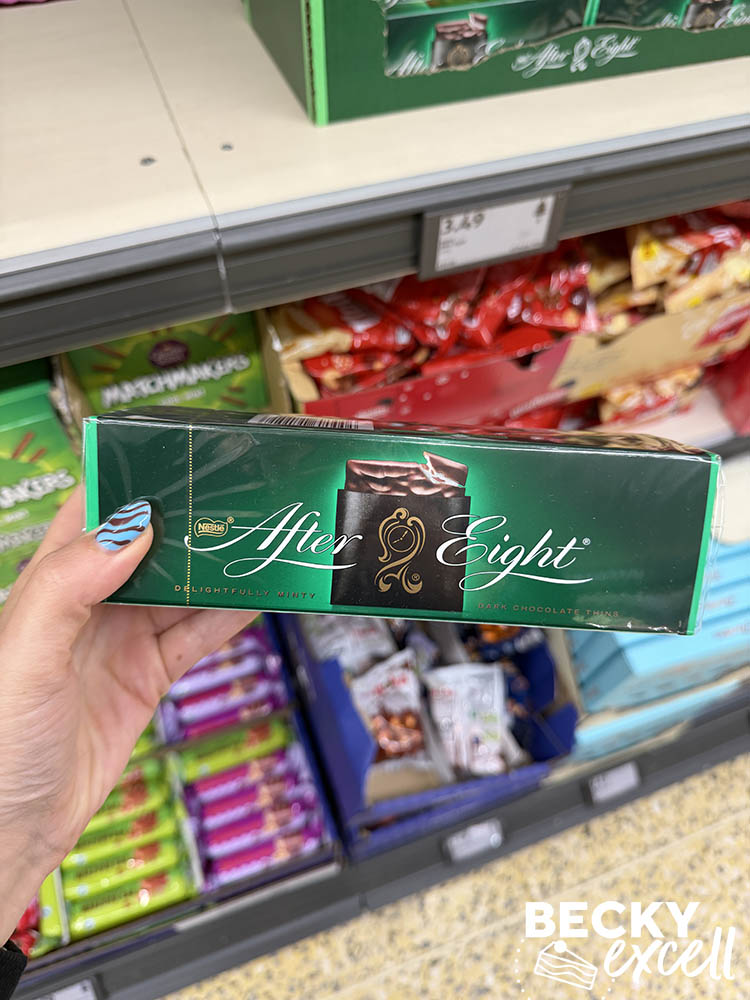 After Eight
3.49
MATCHMAKERS
Nestlé®
After Eight®
DELIGHTFULLY MINTY
DARK CHOCOLATE THINS
BECKY
excell